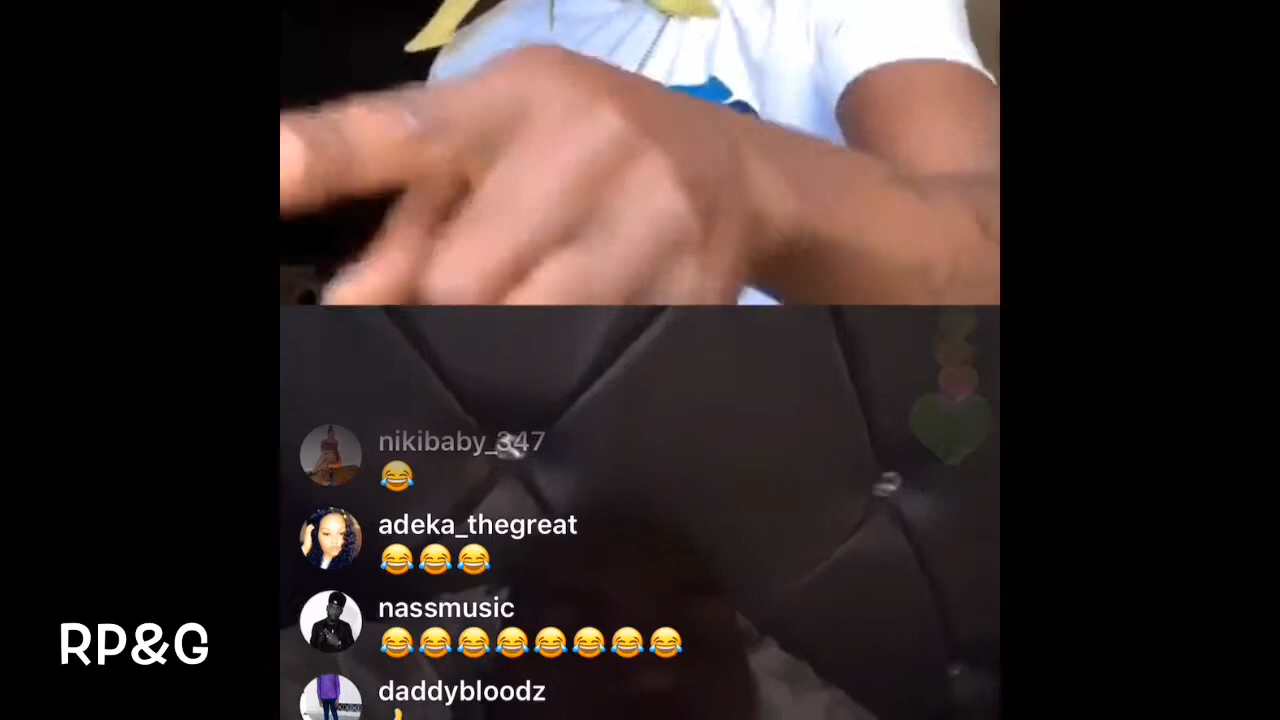 nikibaby_347
😂
adeka_thegreat
😂😂😂
nassmusic
😂😂😂😂😂😂😂😂
RP&G
daddybloodz